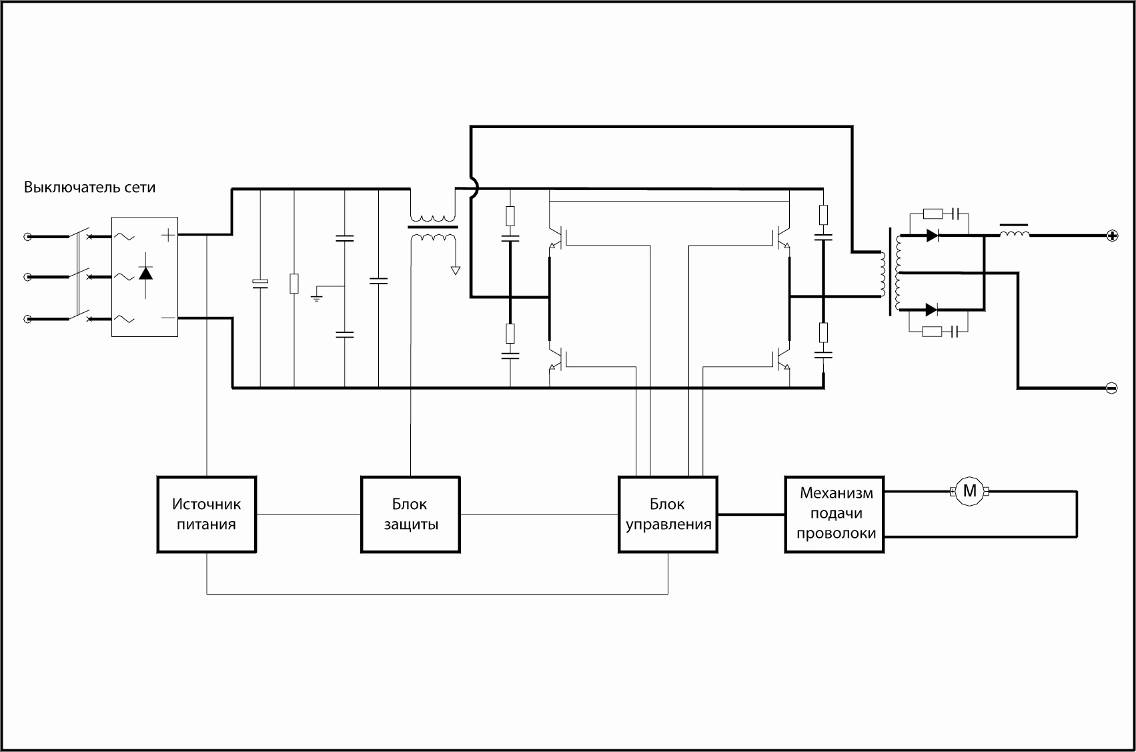 Выключатель сети
Источник
питания
Блок
защиты
Блок
управления
Механизм
подачи
проволоки
M